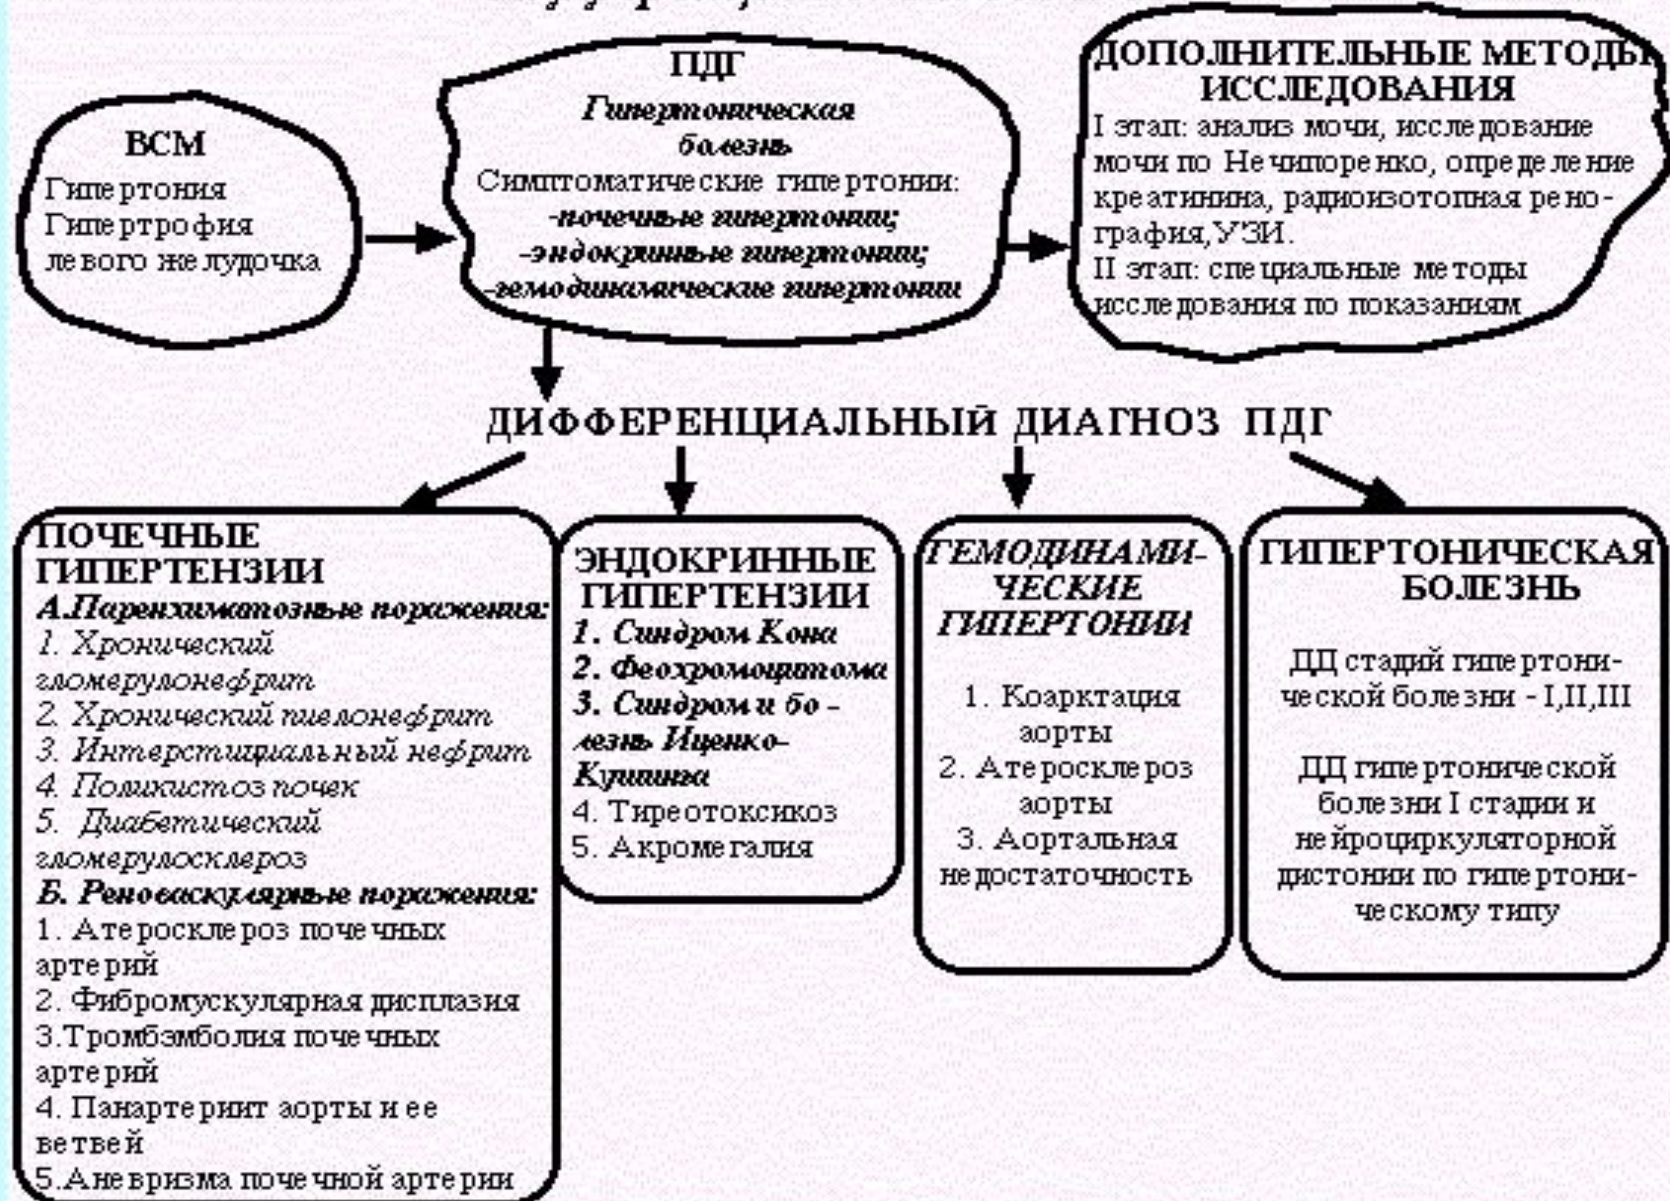 ВСМ
Гипертония
Гипертрофия
левого желудочка
ПДГ
Гипертоническая
болезнь
Симптоматические гипертонии:
-почечные гипертонии;
-эндокринные гипертонии;
-гемодинамические гипертонии
ДОПОЛНИТЕЛЬНЫЕ МЕТОДЫ
ИССЛЕДОВАНИЯ
I этап: анализ мочи, исследование
мочи по Нечипоренко, определение
креатинина, радиоизотопная рено-
графия,УЗИ.
II этап: специальные методы
исследования по показаниям
ДИФФЕРЕНЦИАЛЬНЫЙ ДИАГНОЗ ПДГ
ПОЧЕЧНЫЕ
ГИПЕРТЕНЗИИ
А.Паренхиматозные поражения:
1. Хронический
гломерулонефрит
2. Хронический пиелонефрит
3. Интерстициальный нефрит
4. Поликистоз почек
5. Диабетический
гломерулосклероз
Б. Реноваскулярные поражения:
1. Атеросклероз почечных
артерий
2. Фибромускулярная дисплазия
3.Тромбэмболия почечных
артерий
4. Панартериит аорты и ее
ветвей
5.Аневризма почечной артерии
ЭНДОКРИННЫЕ
ГИПЕРТЕНЗИИ
1. Синдром Кона
2. Феохромоцитома
3. Синдром и бо-
лезнь Иценко-
Кушинга
4. Тиреотоксикоз
5. Акромегалия
ГЕМОДИНАМИ-
ЧЕСКИЕ
ГИПЕРТОНИИ
1. Коарктация
аорты
2. Атеросклероз
аорты
3. Аортальная
недостаточность
ГИПЕРТОНИЧЕСКАЯ
БОЛЕЗНЬ
ДД стадий гипертони-
ческой болезни - I,II,III
ДД гипертонической
болезни I стадии и
нейроциркуляторной
дистонии по гипертони-
ческому типу